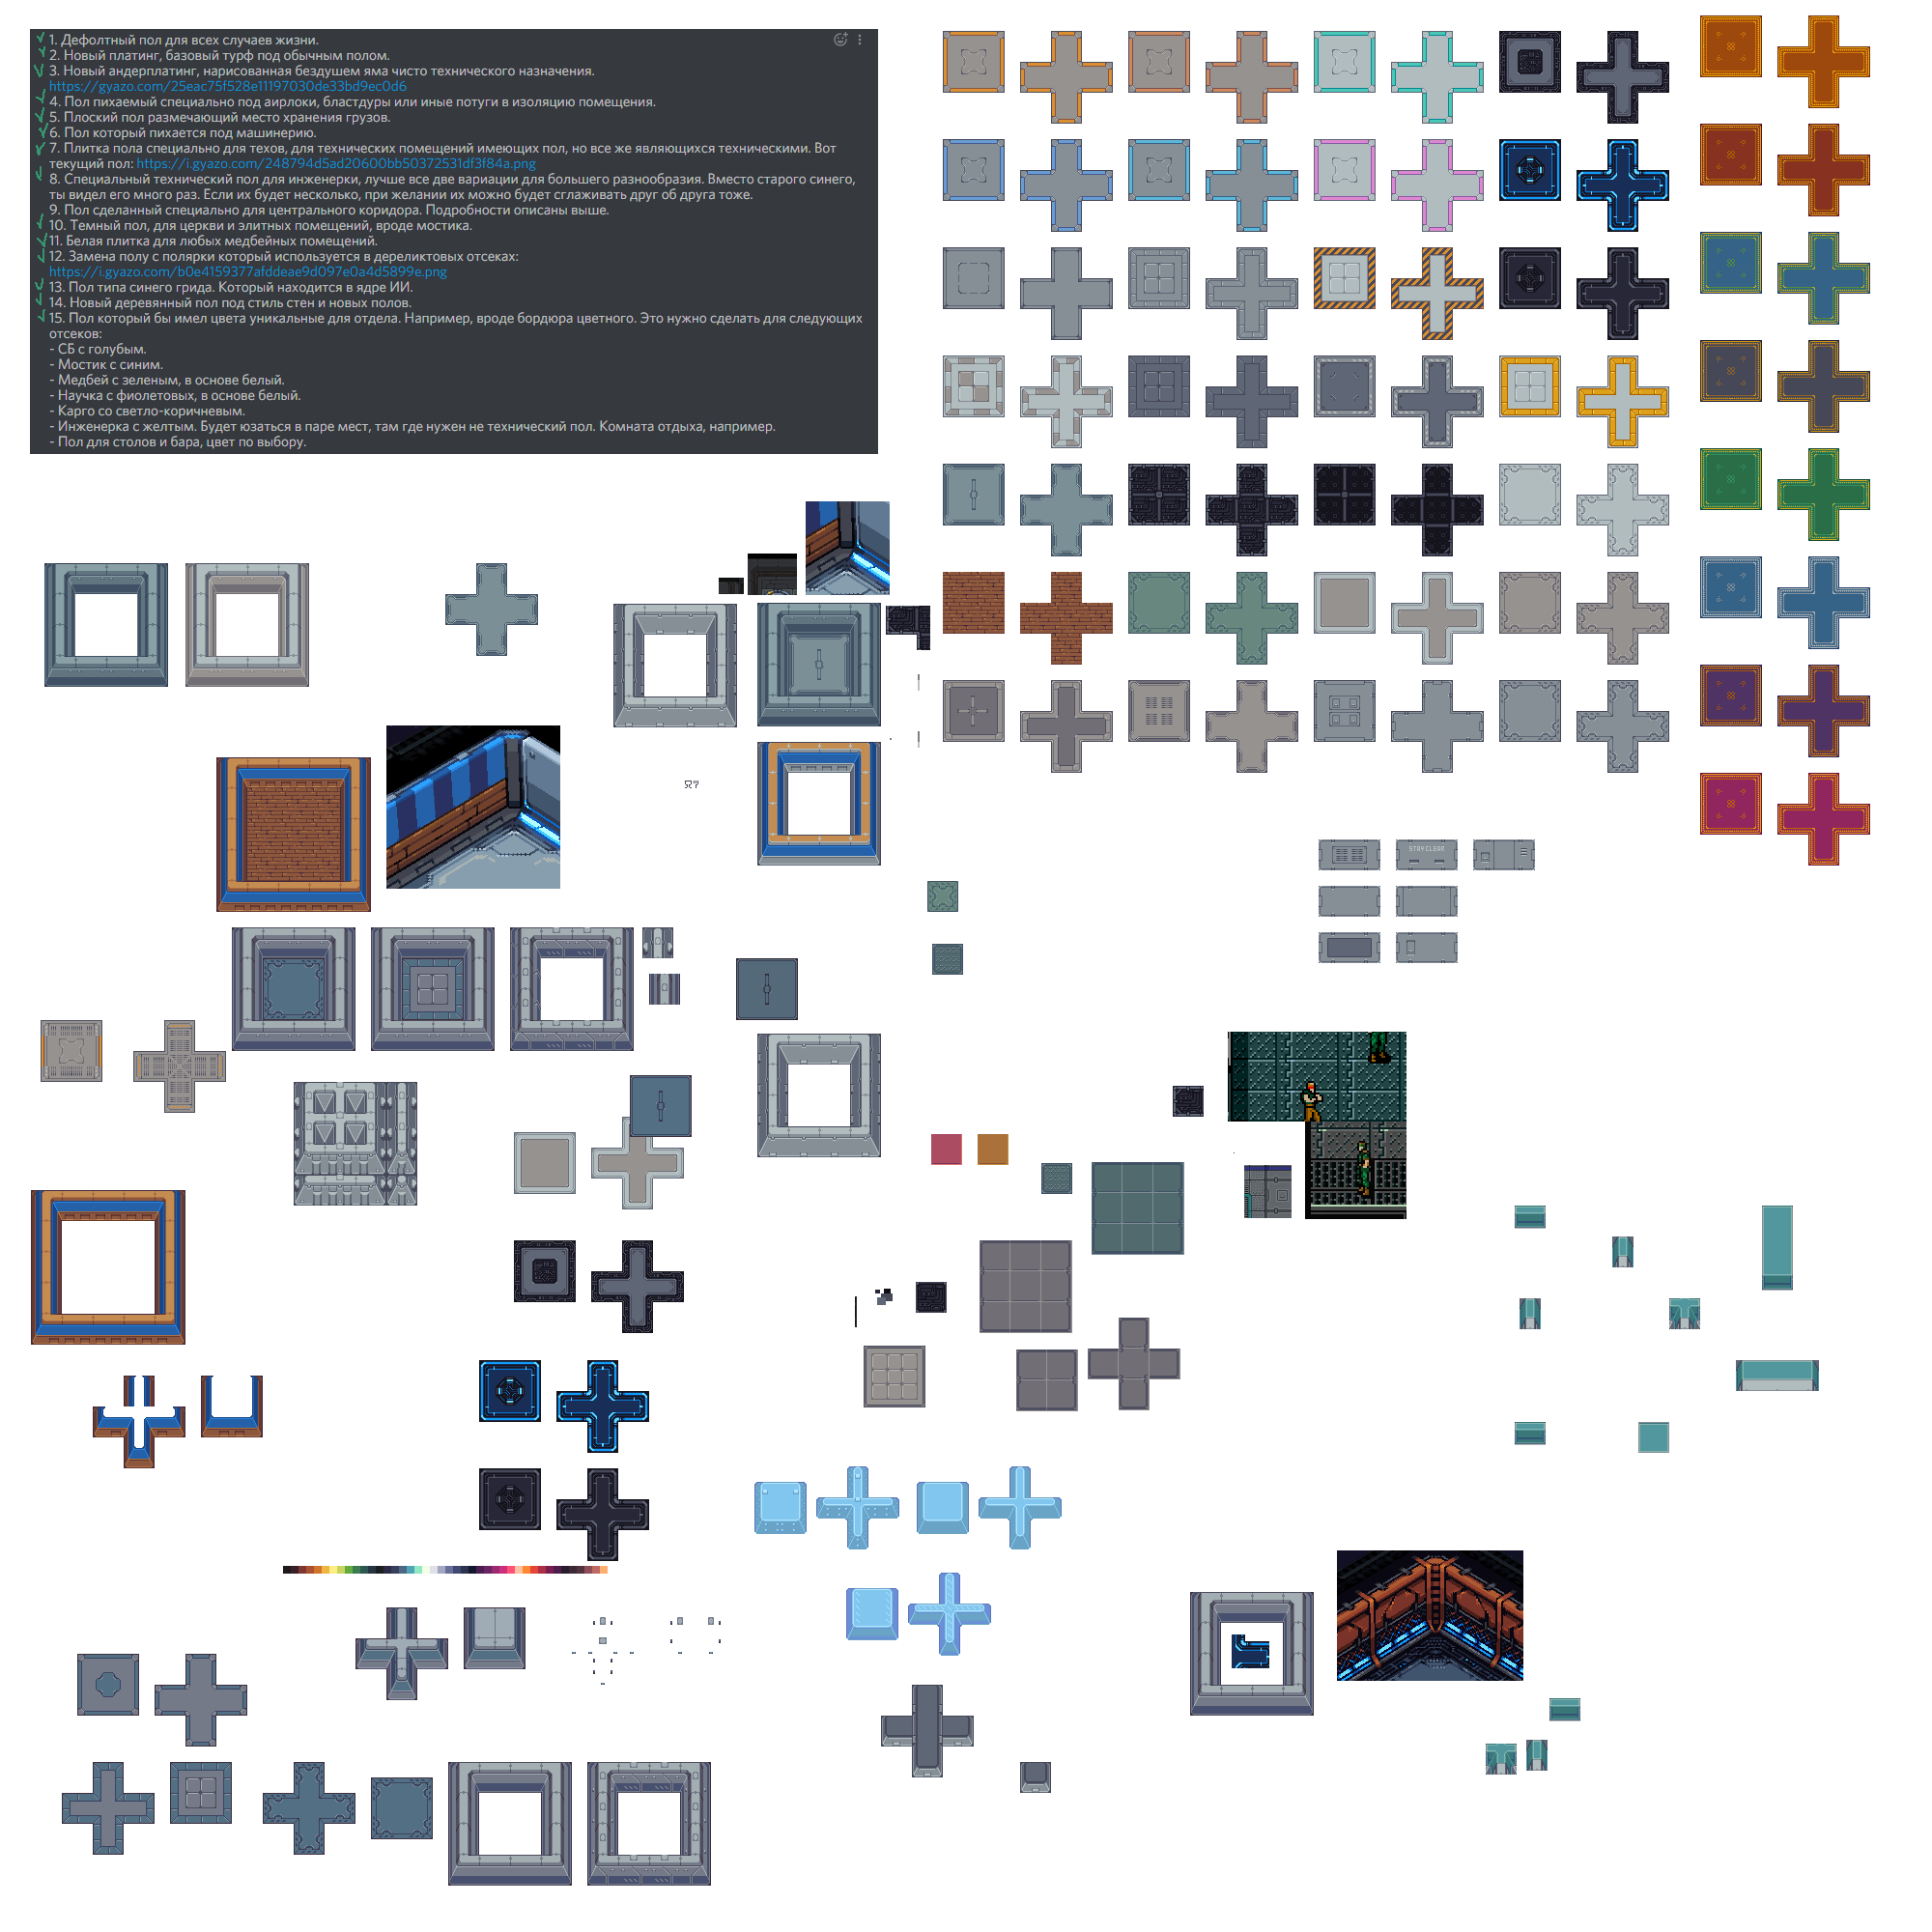 1. Дефолтный пол для всех случаев жизни.
2. Новый платинг, базовый турф под обычным полом.
3. Новый андерплатинг, нарисованная бездушем яма чисто технического назначения.
https://gyazo.com/25eac75f528e11197030de33bd9ec0d6
4. Пол пихаемый специально под аирлоки, бластдуры или иные потуги в изоляцию помещения.
5. Плоский пол размечающий место хранения грузов.
6. Пол который пихается под машинерию.
7. Плитка пола специально для техов, для технических помещений имеющих пол, но все же являющихся техническими. Вот
текущий пол: https://i.gyazo.com/248794d5ad20600bb50372531df3f84a.png
8. Специальный технический пол для инженерки, лучше все две вариации для большего разнообразия. Вместо старого синего,
ты видел его много раз. Если их будет несколько, при желании их можно будет сглаживать друг об друга тоже.
9. Пол сделанный специально для центрального коридора. Подробности описаны выше.
10. Темный пол, для церкви и элитных помещений, вроде мостика.
11. Белая плитка для любых медбейных помещений.
12. Замена полу с полярки который используется в дереликтовых отсеках:
https://i.gyazo.com/b0e4159377afddeae9d097e0a4d5899e.png
13. Пол типа синего грида. Который находится в ядре ИИ.
14. Новый деревянный пол под стиль стен и новых полов.
15. Пол который бы имел цвета уникальные для отдела. Например, вроде бордюра цветного. Это нужно сделать для следующих
отсеков:
- СБ с голубым.
- Мостик с синим.
- Медбей с зеленым, в основе белый.
- Научка с фиолетовых, в основе белый.
- Карго со светло-коричневым.
- Инженерка с желтым. Будет юзаться в паре мест, там где нужен не технический пол. Комната отдыха, например.
- Пол для столов и бара, цвет по выбору.
STAY CLEAR